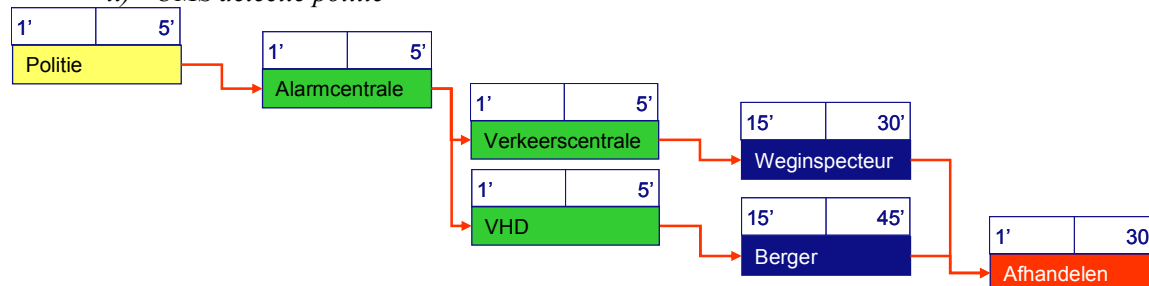 1' 5'
Politie
1' 5'
Alarmcentrale
1' 5'
Verkeerscentrale
15' 30'
Weginspecteur
1' 5'
VHD
15' 45'
Berger
1' 30
Afhandelen